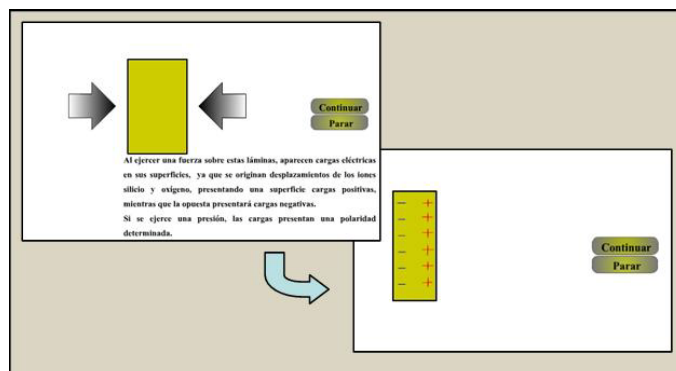 Continuar
Parar
Al ejercer una fuerza sobre estas láminas, aparecen cargas eléctricas
en sus superficies, ya que se originan desplazamientos de los iones
silicio y oxígeno, presentando una superficie cargas positivas,
mientras que la opuesta presentará cargas negativas.
Si se ejerce una presión, las cargas presentan una polaridad
determinada.
– +
– +
– +
– +
– +
– +
Continuar
Parar